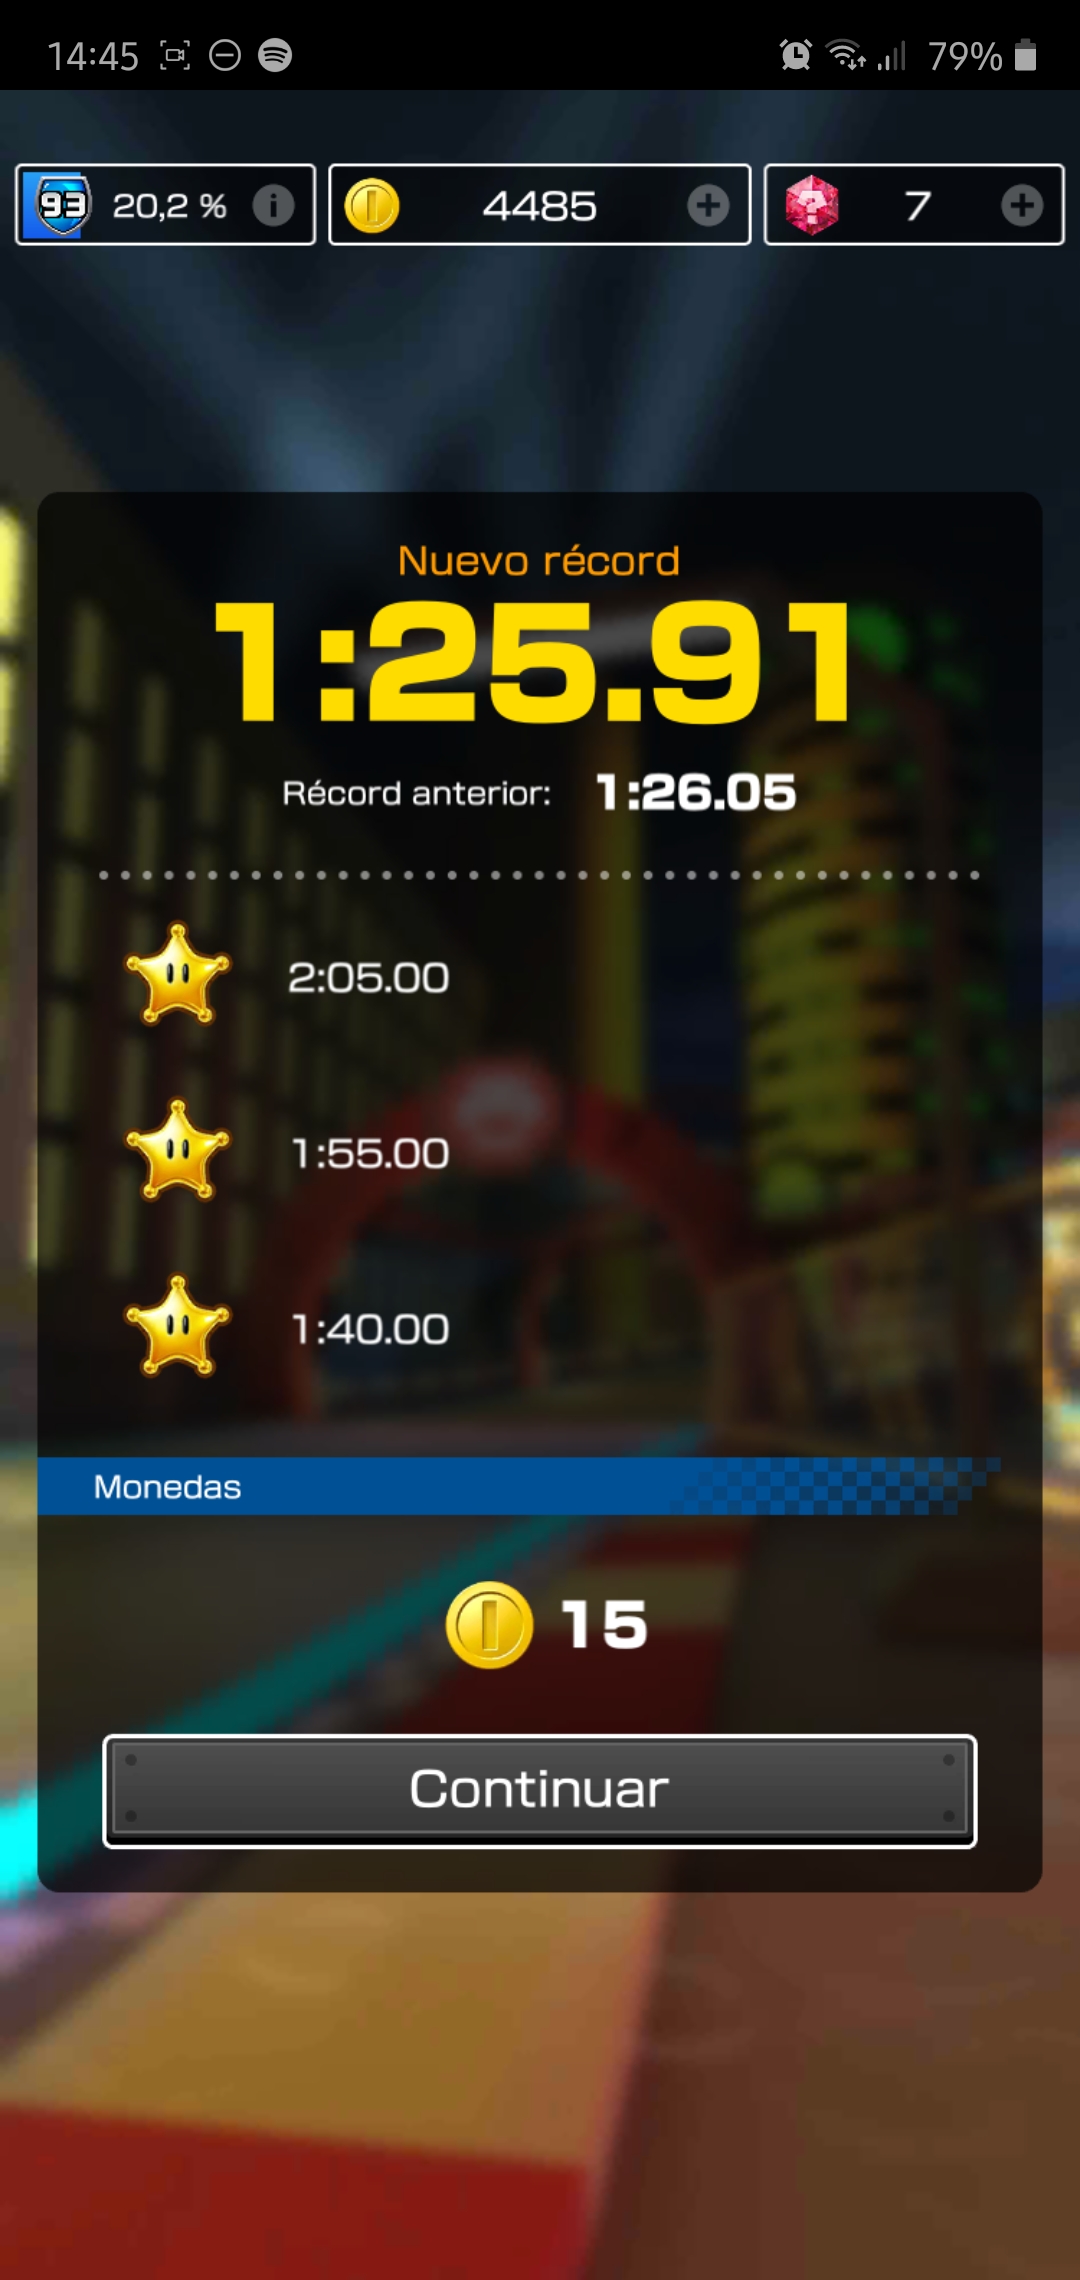 14:45 79%
93 20,2 % i 4485 + 7 +
Nuevo récord
1:25.91
Récord anterior: 1:26.05
2:05.00
1:55.00
1:40.00
Monedas
15
Continuar